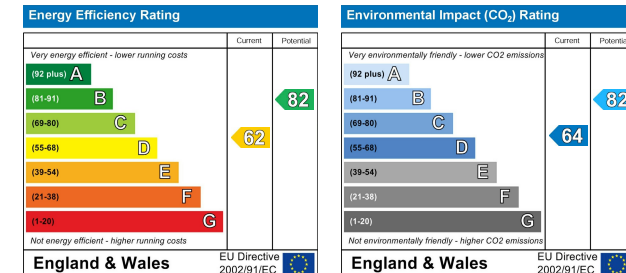 Energy Efficiency Rating
Current Potential
Very energy efficient - lower running costs
(92 plus) A
(81-91) B
82
(69-80) C
62
(55-68) D
(39-54) E
(21-38) F
(1-20) G
Not energy efficient - higher running costs
England & Wales
EU Directive
2002/91/EC
Environmental Impact (CO₂) Rating
Current Potential
Very environmentally friendly - lower CO2 emissions
(92 plus) A
(81-91) B
82
(69-80) C
64
(55-68) D
(39-54) E
(21-38) F
(1-20) G
Not environmentally friendly - higher CO2 emissions
England & Wales
EU Directive
2002/91/EC